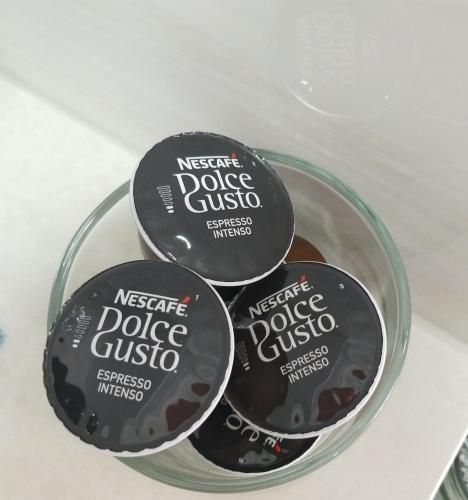 NESCAFÉ.
Dolce
Gusto.
ESPRESSO
INTENSO
NESCAFÉ.
Dolce
Gusto.
ESPRESSO
INTENSO
NESCAFÉ.
Dolce
Gusto.
ESPRESSO
INTENSO